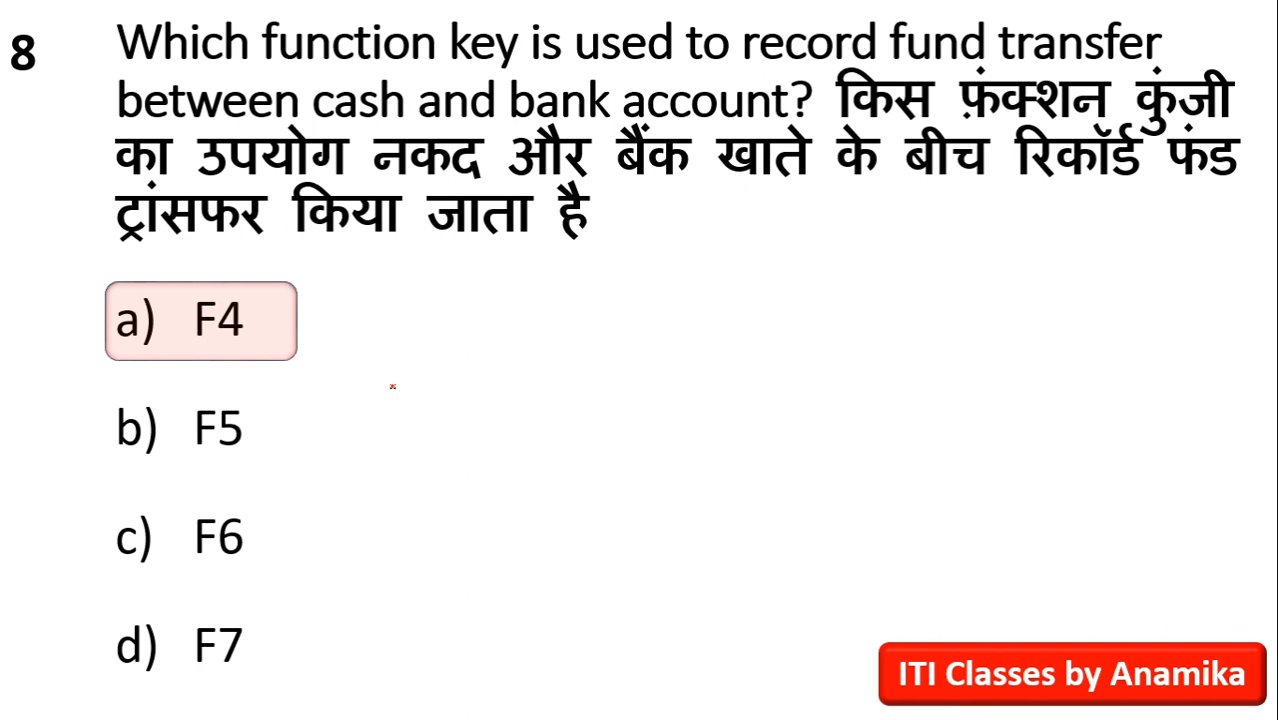 8 Which function key is used to record fund transfer
between cash and bank account? किस फ़ंक्शन कुंजी
का उपयोग नकद और बैंक खाते के बीच रिकॉर्ड फंड
ट्रांसफर किया जाता है
a) F4
b) F5
c) F6
d) F7
ITI Classes by Anamika